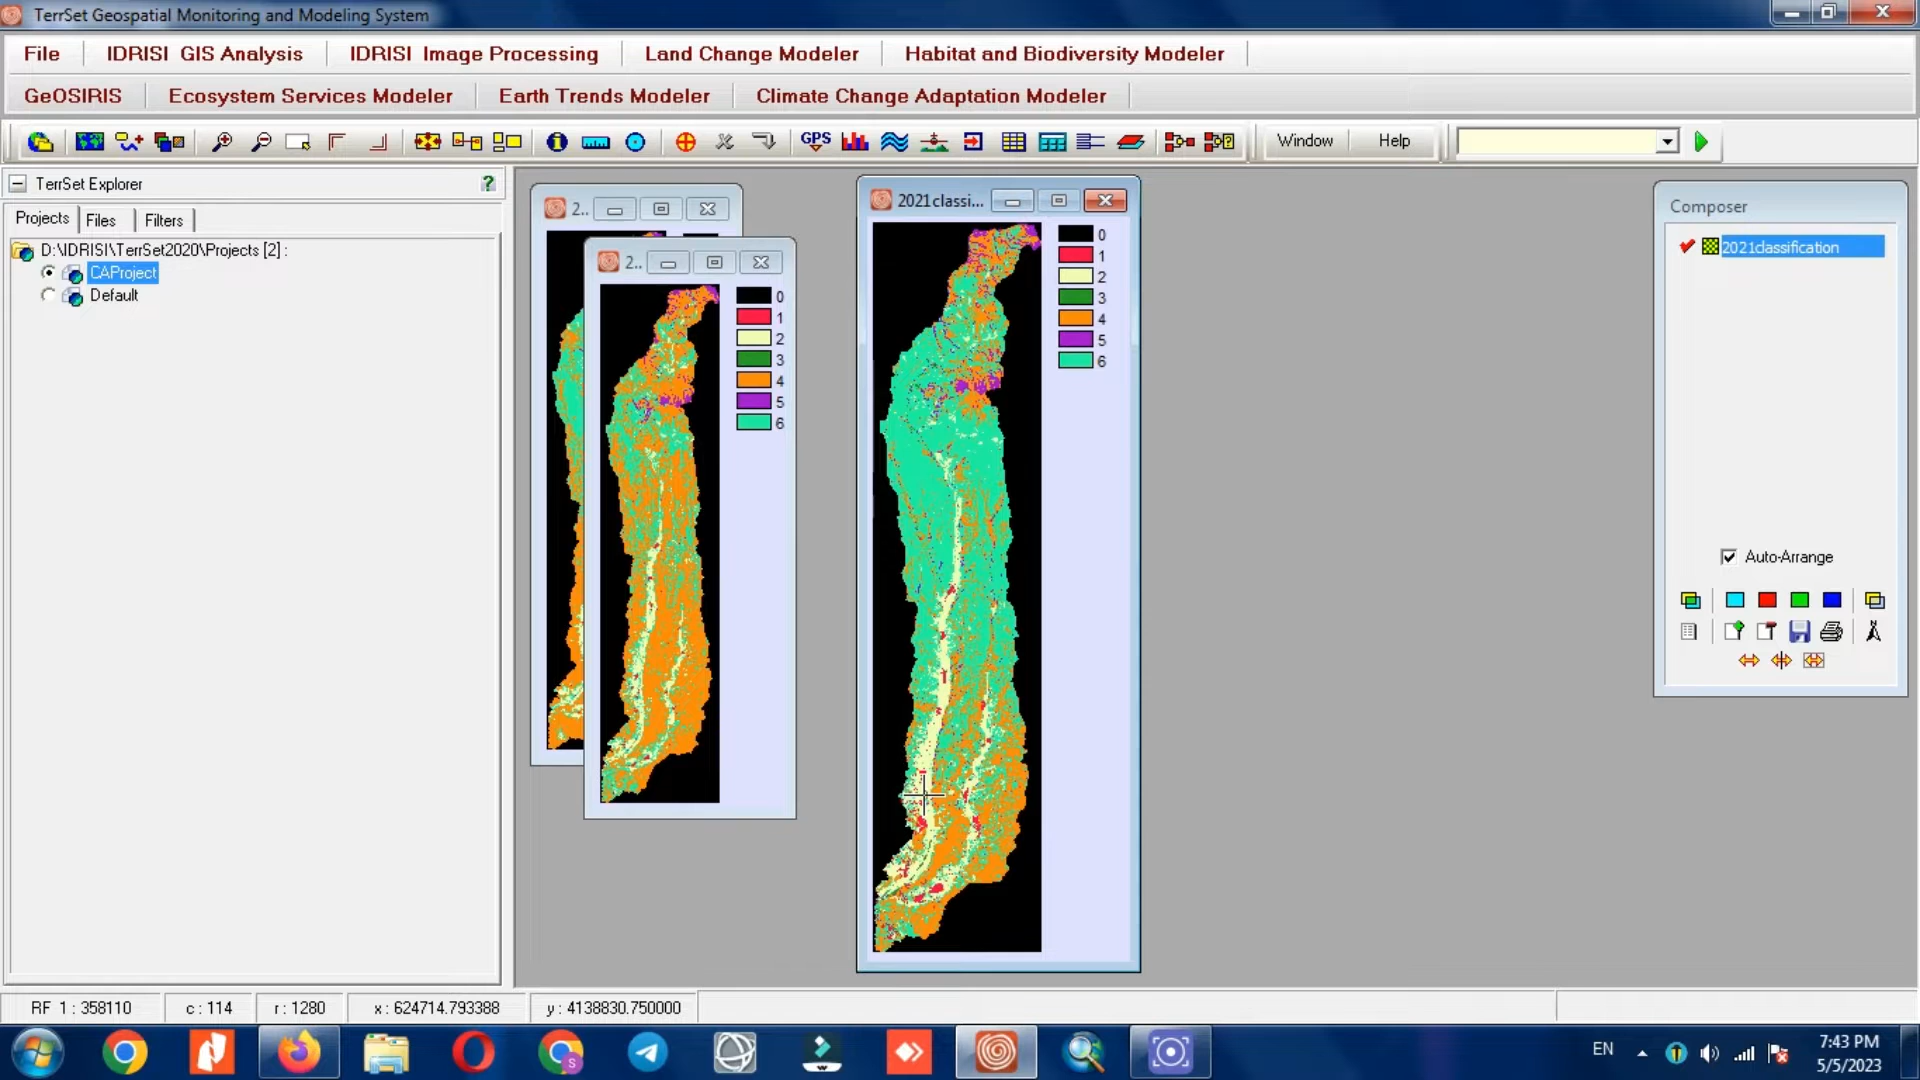 TerrSet Geospatial Monitoring and Modeling System
File IDRISI GIS Analysis IDRISI Image Processing Land Change Modeler Habitat and Biodiversity Modeler
GeOSIRIS Ecosystem Services Modeler Earth Trends Modeler Climate Change Adaptation Modeler
GPS Window Help
TerrSet Explorer ?
Projects Files Filters
D:\IDRISI\TerrSet2020\Projects [2] :
CAProject
Default
2..
2..
0
1
2
3
4
5
6
2021classi...
0
1
2
3
4
5
6
Composer
2021classification
Auto-Arrange
RF 1 : 358110 c : 114 r : 1280 x : 624714.793388 y : 4138830.750000
EN 7:43 PM
5/5/2023